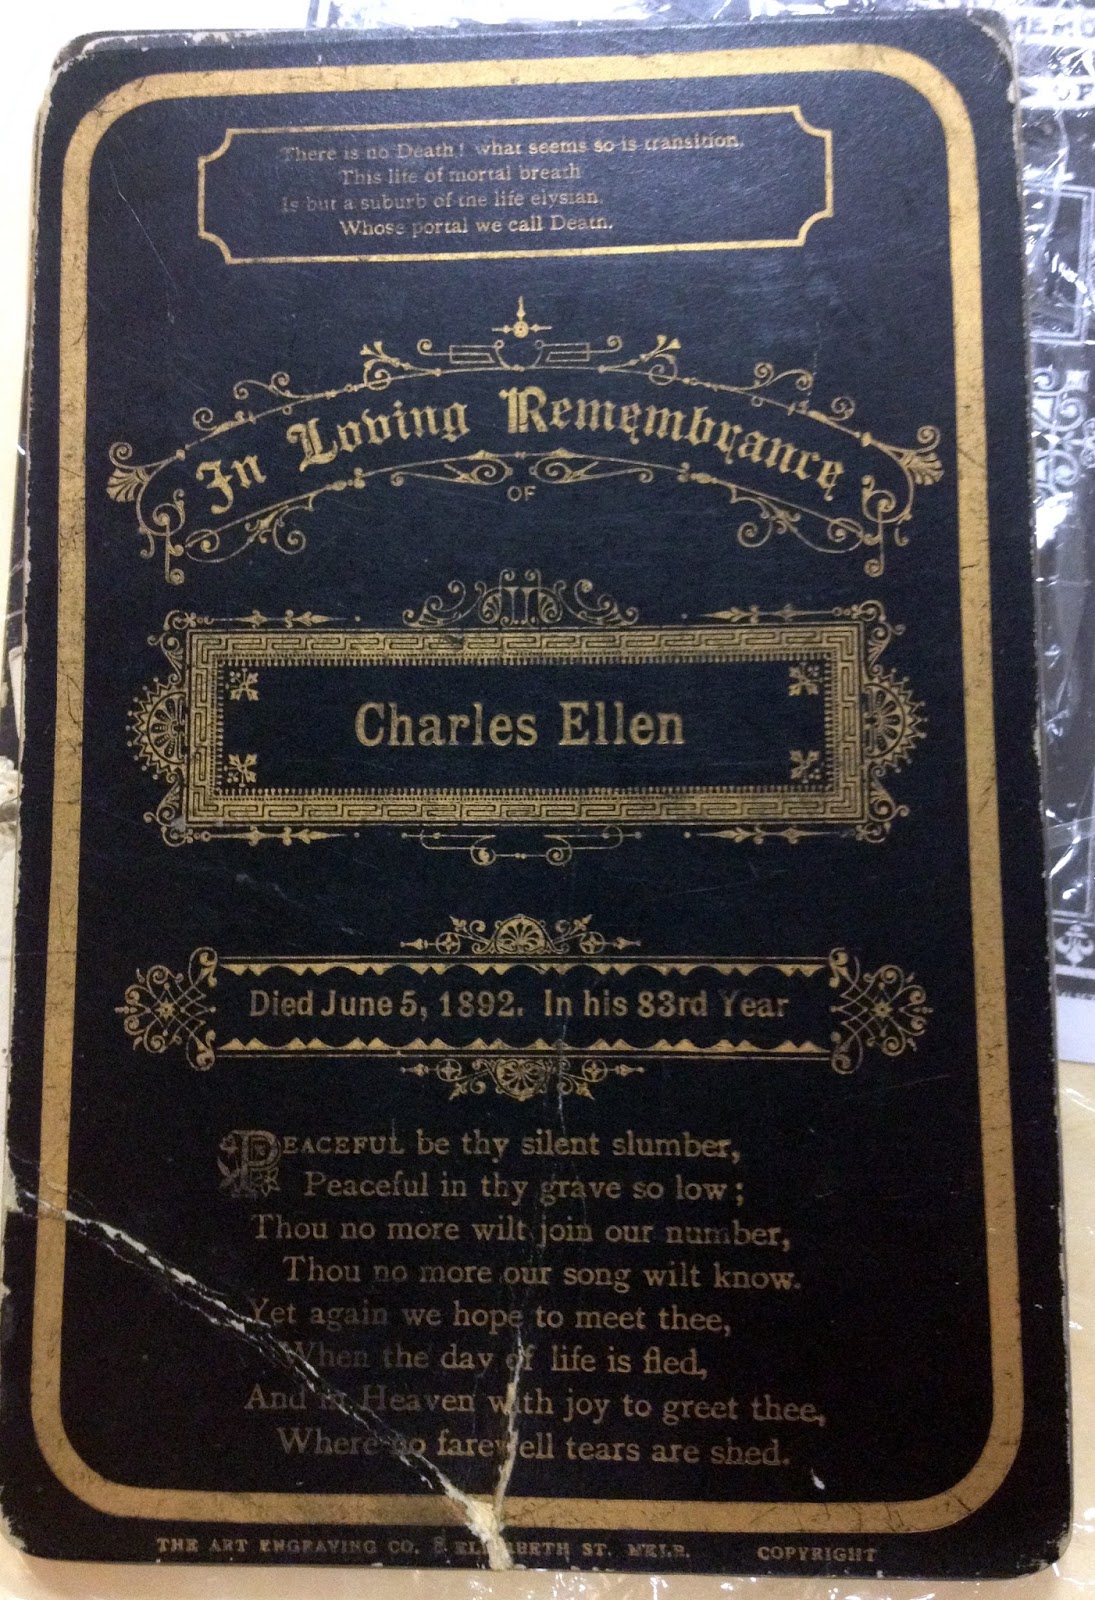 There is no Death! what seems so is transition.
This life of mortal breath
Is but a suburb of the life elysian,
Whose portal we call Death.
In Loving Remembrance
OF
Charles Ellen
Died June 5, 1892. In his 83rd Year
PEACEFUL be thy silent slumber,
Peaceful in thy grave so low;
Thou no more wilt join our number,
Thou no more our song wilt know.
Yet again we hope to meet thee,
When the day of life is fled,
And in Heaven with joy to greet thee,
Where no farewell tears are shed.
THE ART ENGRAVING CO. ELIZABETH ST. MELB. COPYRIGHT
OF